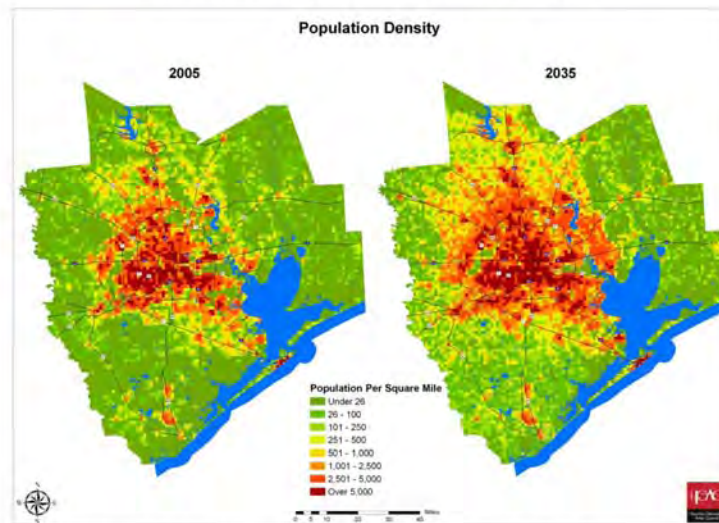 Population Density
2005
2035
Population Per Square Mile
Under 26
26 - 100
101 - 250
251 - 500
501 - 1,000
1,001 - 2,500
2,501 - 5,000
Over 5,000
Miles